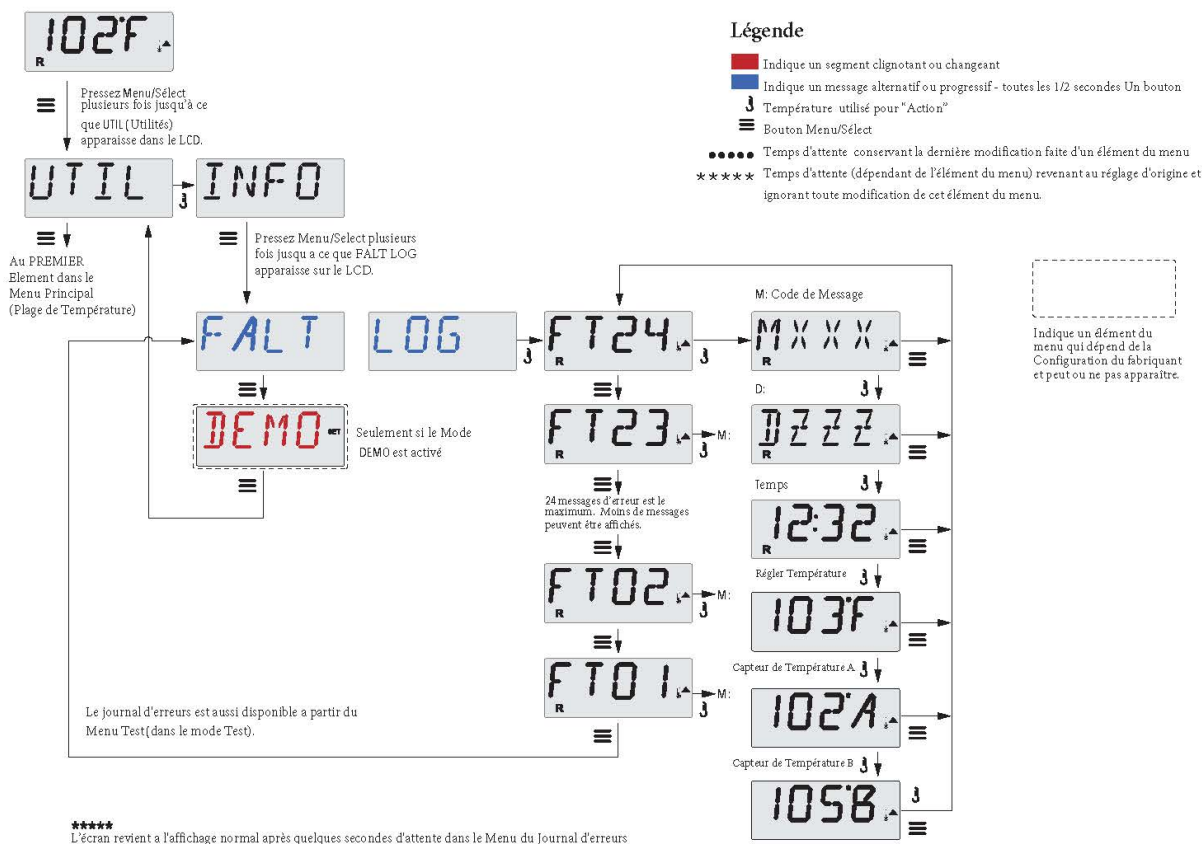 102°F
R
Pressez Menu/Sélect
plusieurs fois jusqu'à ce
que UTIL (Utilités)
apparaisse dans le LCD.
UTIL
INFO
Au PREMIER
Element dans le
Menu Principal
(Plage de Température)
Pressez Menu/Select plusieurs
fois jusqu a ce que FALT LOG
apparaisse sur le LCD.
Légende
Indique un segment clignotant ou changeant
Indique un message alternatif ou progressif - toutes les 1/2 secondes Un bouton
Température utilisé pour "Action"
Bouton Menu/Sélect
••••• Temps d'attente conservant la dernière modification faite d'un élément du menu
***** Temps d'attente (dépendant de l'élément du menu) revenant au réglage d'origine et
ignorant toute modification de cet élément du menu.
Indique un élément du
menu qui dépend de la
Configuration du fabriquant
et peut ou ne pas apparaître.
FALT
LOG
DEMO
SET
Seulement si le Mode
DEMO est activé
FT24
R
FT23
R
M:
24 messages d'erreur est le
maximum. Moins de messages
peuvent être affichés.
FT02
R
M:
FT01
R
M:
M: Code de Message
MXXX
R
D:
DZZZ
R
Temps
12:32
R
Régler Température
103°F
Capteur de Température A
102°A
Capteur de Température B
105°B
Le journal d'erreurs est aussi disponible a partir du
Menu Test(dans le mode Test).
*****
L'écran revient a l'affichage normal après quelques secondes d'attente dans le Menu du Journal d'erreurs